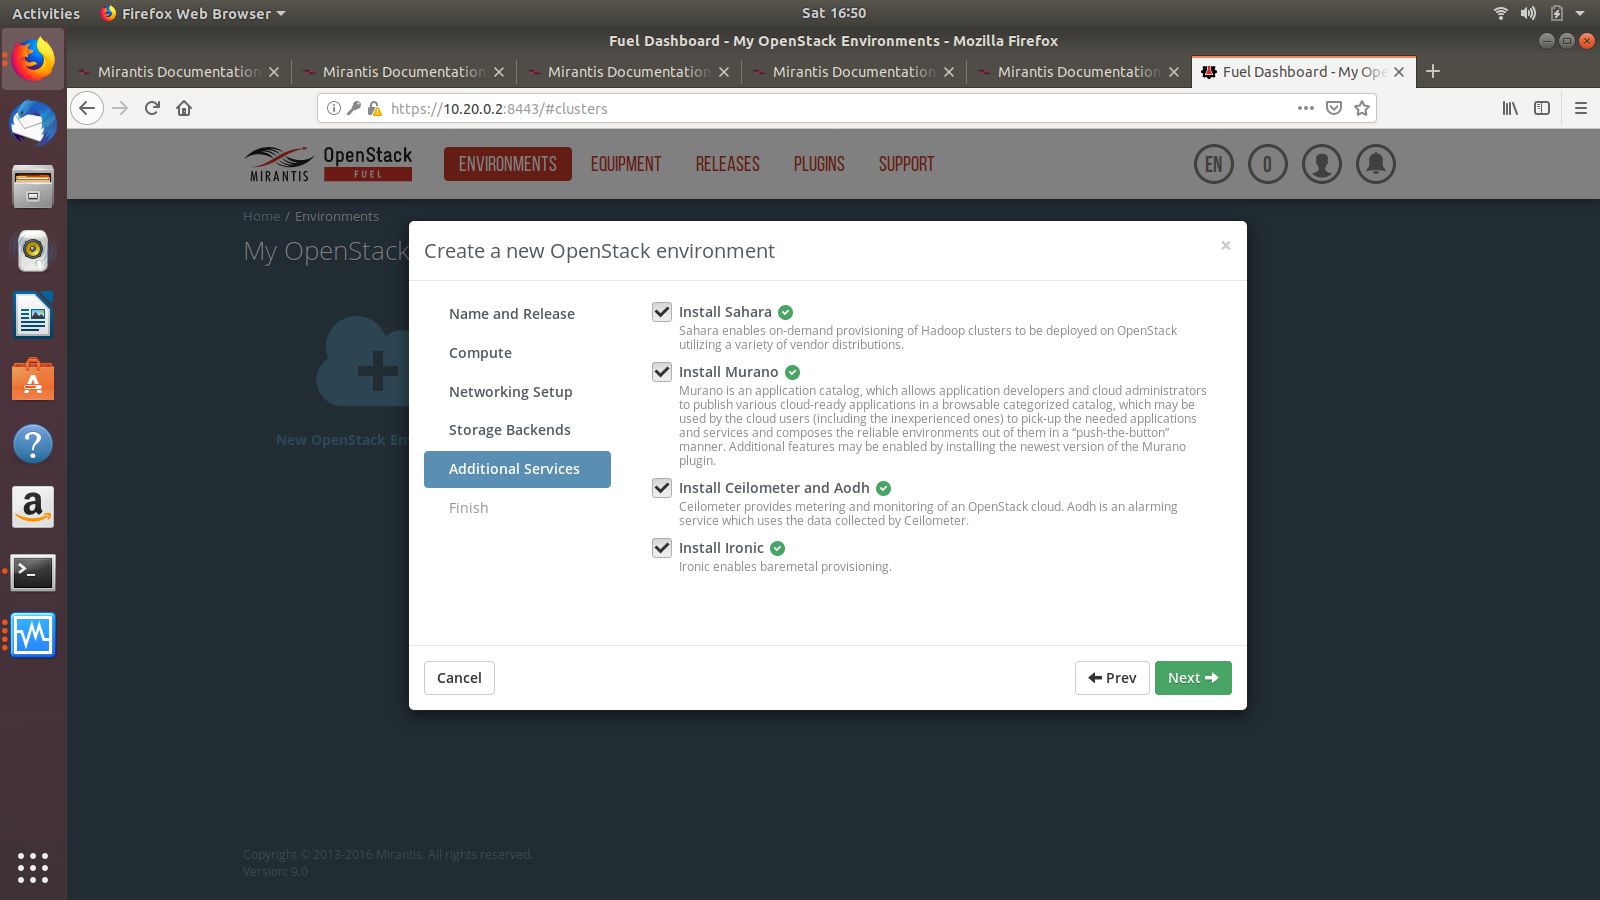 Activities
Firefox Web Browser
Sat 16:50
Fuel Dashboard - My OpenStack Environments - Mozilla Firefox
Mirantis Documentation
Mirantis Documentation
Mirantis Documentation
Mirantis Documentation
Mirantis Documentation
Fuel Dashboard - My Ope
https://10.20.0.2:8443/#clusters
MIRANTIS
OpenStack
FUEL
ENVIRONMENTS
EQUIPMENT
RELEASES
PLUGINS
SUPPORT
EN
0
Home / Environments
My OpenStack
New OpenStack En
Create a new OpenStack environment
×
Name and Release
Compute
Networking Setup
Storage Backends
Additional Services
Finish
Install Sahara
Sahara enables on-demand provisioning of Hadoop clusters to be deployed on OpenStack
utilizing a variety of vendor distributions.
Install Murano
Murano is an application catalog, which allows application developers and cloud administrators
to publish various cloud-ready applications in a browsable categorized catalog, which may be
used by the cloud users (including the inexperienced ones) to pick-up the needed applications
and services and composes the reliable environments out of them in a “push-the-button”
manner. Additional features may be enabled by installing the newest version of the Murano
plugin.
Install Ceilometer and Aodh
Ceilometer provides metering and monitoring of an OpenStack cloud. Aodh is an alarming
service which uses the data collected by Ceilometer.
Install Ironic
Ironic enables baremetal provisioning.
Cancel
Prev
Next
Copyright © 2013-2016 Mirantis. All rights reserved.
Version: 9.0